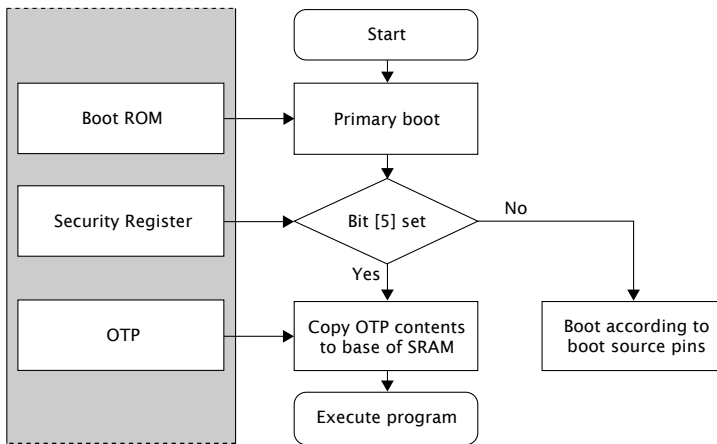 Start
Boot ROM
Primary boot
Security Register
Bit [5] set
No
Yes
OTP
Copy OTP contents
to base of SRAM
Boot according to
boot source pins
Execute program